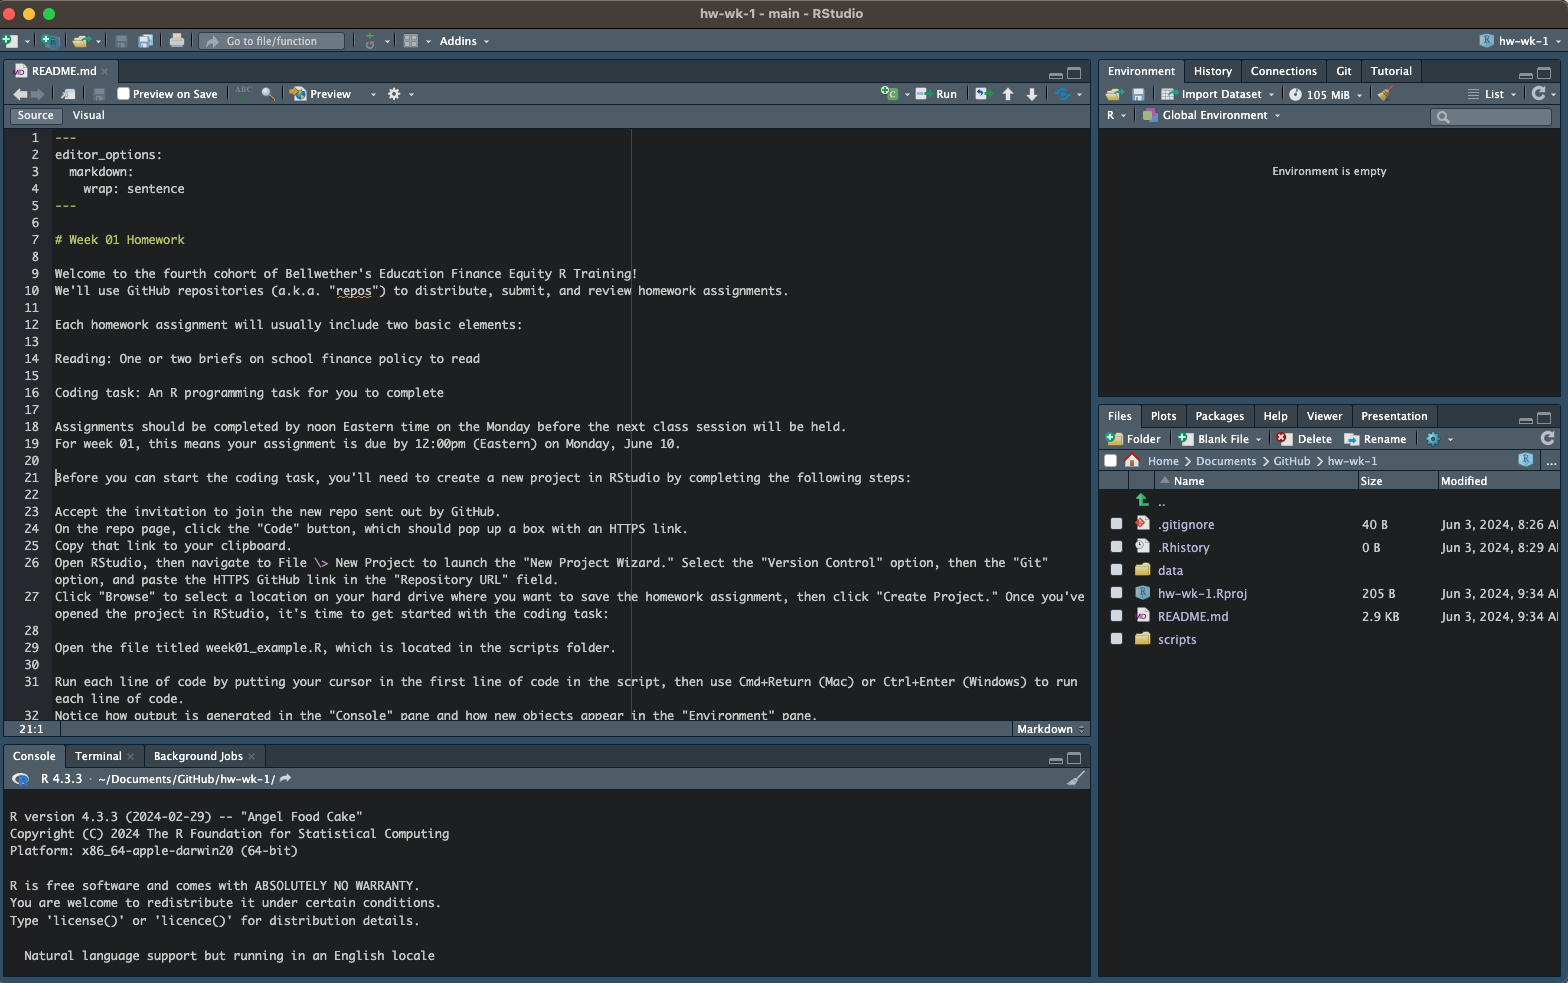 hw-wk-1 - main - RStudio
Go to file/function
Addins
hw-wk-1
README.md
Preview on Save
ABC
Preview
Run
Source
Visual
1 ---
2 editor_options:
3 markdown:
4 wrap: sentence
5 ---
6
7 # Week 01 Homework
8
9 Welcome to the fourth cohort of Bellwether's Education Finance Equity R Training!
10 We'll use GitHub repositories (a.k.a. "repos") to distribute, submit, and review homework assignments.
11
12 Each homework assignment will usually include two basic elements:
13
14 Reading: One or two briefs on school finance policy to read
15
16 Coding task: An R programming task for you to complete
17
18 Assignments should be completed by noon Eastern time on the Monday before the next class session will be held.
19 For week 01, this means your assignment is due by 12:00pm (Eastern) on Monday, June 10.
20
21 Before you can start the coding task, you'll need to create a new project in RStudio by completing the following steps:
22
23 Accept the invitation to join the new repo sent out by GitHub.
24 On the repo page, click the "Code" button, which should pop up a box with an HTTPS link.
25 Copy that link to your clipboard.
26 Open RStudio, then navigate to File \> New Project to launch the "New Project Wizard." Select the "Version Control" option, then the "Git"
option, and paste the HTTPS GitHub link in the "Repository URL" field.
27 Click "Browse" to select a location on your hard drive where you want to save the homework assignment, then click "Create Project." Once you've
opened the project in RStudio, it's time to get started with the coding task:
28
29 Open the file titled week01_example.R, which is located in the scripts folder.
30
31 Run each line of code by putting your cursor in the first line of code in the script, then use Cmd+Return (Mac) or Ctrl+Enter (Windows) to run
each line of code.
32 Notice how output is generated in the "Console" pane and how new objects appear in the "Environment" pane.
21:1
Markdown
Console
Terminal
Background Jobs
R 4.3.3 · ~/Documents/GitHub/hw-wk-1/
R version 4.3.3 (2024-02-29) -- "Angel Food Cake"
Copyright (C) 2024 The R Foundation for Statistical Computing
Platform: x86_64-apple-darwin20 (64-bit)
R is free software and comes with ABSOLUTELY NO WARRANTY.
You are welcome to redistribute it under certain conditions.
Type 'license()' or 'licence()' for distribution details.
Natural language support but running in an English locale
Environment
History
Connections
Git
Tutorial
Import Dataset
105 MiB
List
R
Global Environment
Environment is empty
Files
Plots
Packages
Help
Viewer
Presentation
Folder
Blank File
Delete
Rename
Home > Documents > GitHub > hw-wk-1
...
Name Size Modified
..
.gitignore 40 B Jun 3, 2024, 8:26 A
.Rhistory 0 B Jun 3, 2024, 8:29 A
data
hw-wk-1.Rproj 205 B Jun 3, 2024, 9:34 A
README.md 2.9 KB Jun 3, 2024, 9:34 A
scripts